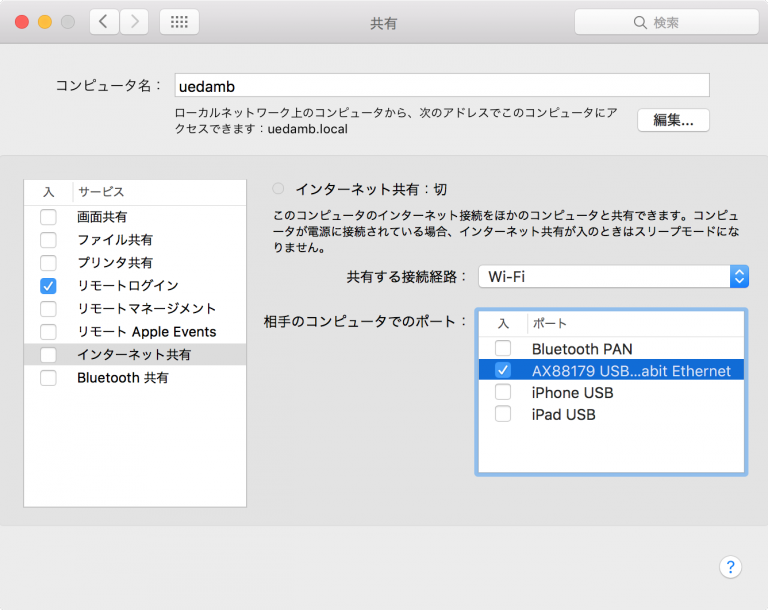 共有
検索
コンピュータ名：
uedamb
ローカルネットワーク上のコンピュータから、次のアドレスでこのコンピュータにア
クセスできます：uedamb.local
編集...
入 サービス
画面共有
ファイル共有
プリンタ共有
リモートログイン
リモートマネージメント
リモート Apple Events
インターネット共有
Bluetooth 共有
インターネット共有：切
このコンピュータのインターネット接続をほかのコンピュータと共有できます。コンピュ
ータが電源に接続されている場合、インターネット共有が入のときはスリープモードにな
りません。
共有する接続経路： Wi-Fi
相手のコンピュータでのポート：
入 ポート
Bluetooth PAN
AX88179 USB...abit Ethernet
iPhone USB
iPad USB
?